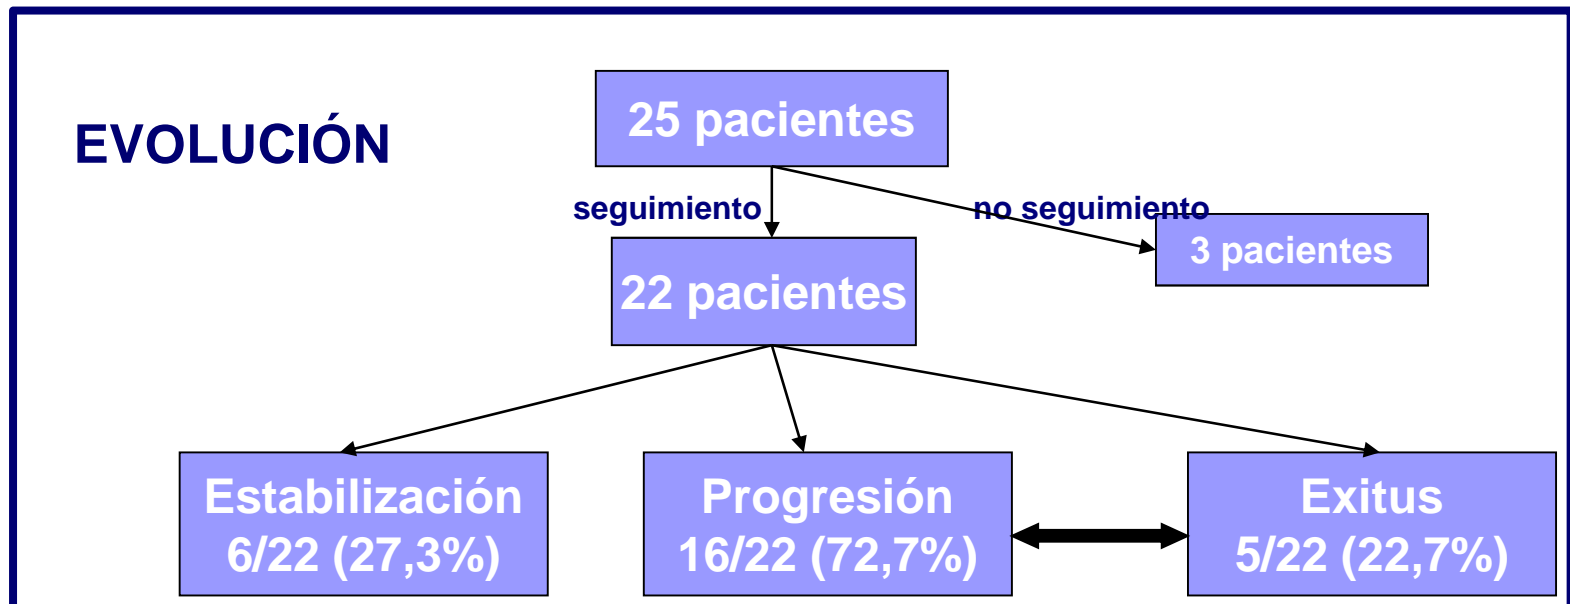 EVOLUCIÓN
25 pacientes
seguimiento
no seguimiento
22 pacientes
3 pacientes
Estabilización
6/22 (27,3%)
Progresión
16/22 (72,7%)
Exitus
5/22 (22,7%)